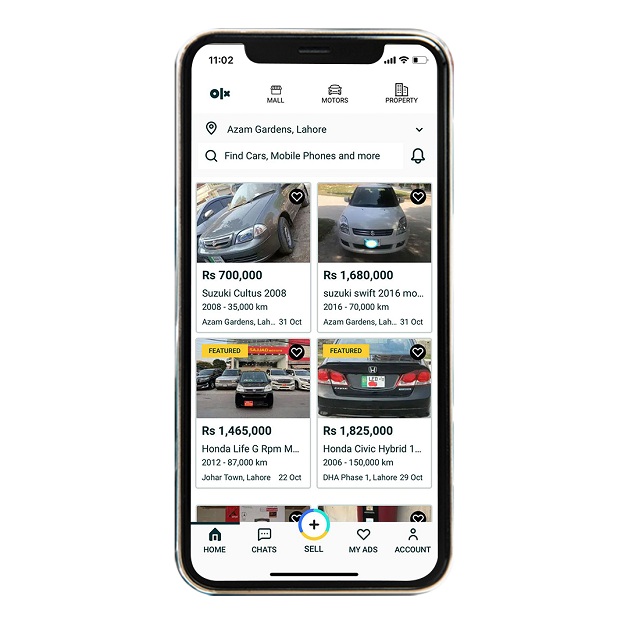 11:02
OLX
MALL
MOTORS
PROPERTY
Azam Gardens, Lahore
Find Cars, Mobile Phones and more
Rs 700,000
Suzuki Cultus 2008
2008 - 35,000 km
Azam Gardens, Lah... 31 Oct
Rs 1,680,000
suzuki swift 2016 mo...
2016 - 70,000 km
Azam Gardens, Lah... 31 Oct
FEATURED
Rs 1,465,000
Honda Life G Rpm M...
2012 - 87,000 km
Johar Town, Lahore 22 Oct
FEATURED
LED
Rs 1,825,000
Honda Civic Hybrid 1...
2006 - 150,000 km
DHA Phase 1, Lahore 29 Oct
HOME
CHATS
SELL
MY ADS
ACCOUNT